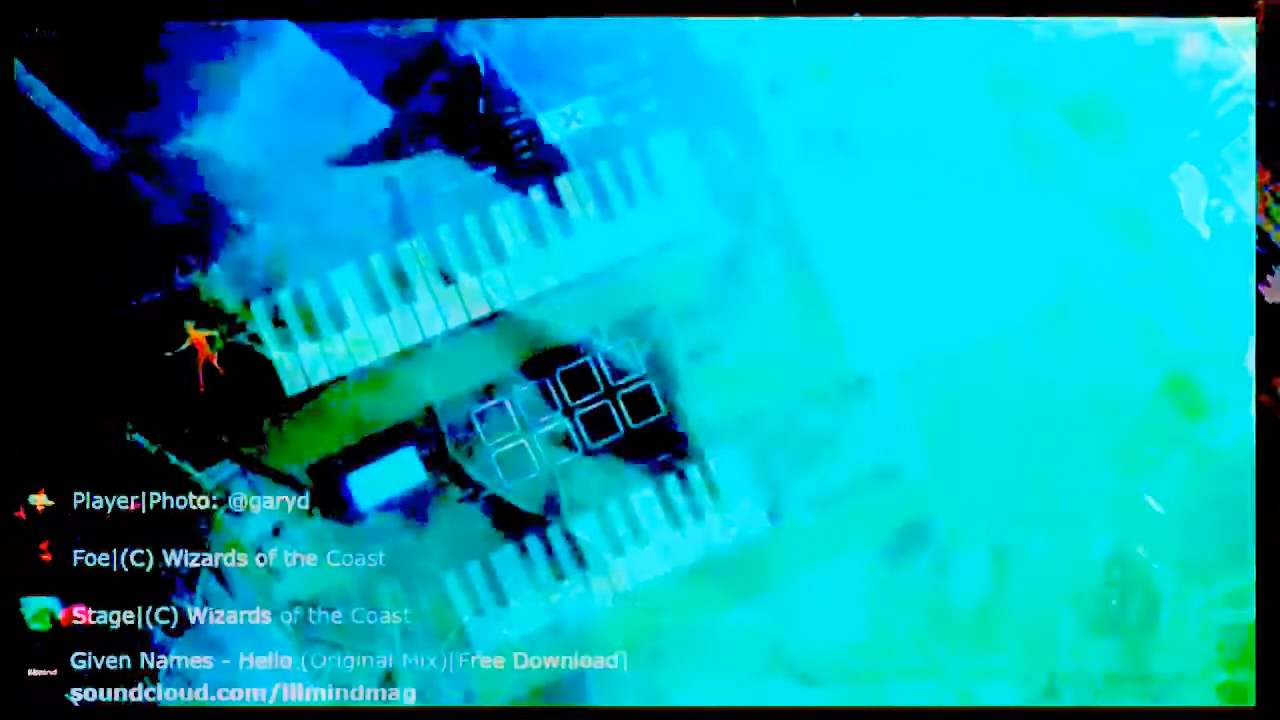 Player|Photo: @garyd
Foe|(C) Wizards of the Coast
Stage|(C) Wizards of the Coast
Given Names - Hello (Original Mix)[Free Download]
soundcloud.com/illmindmag